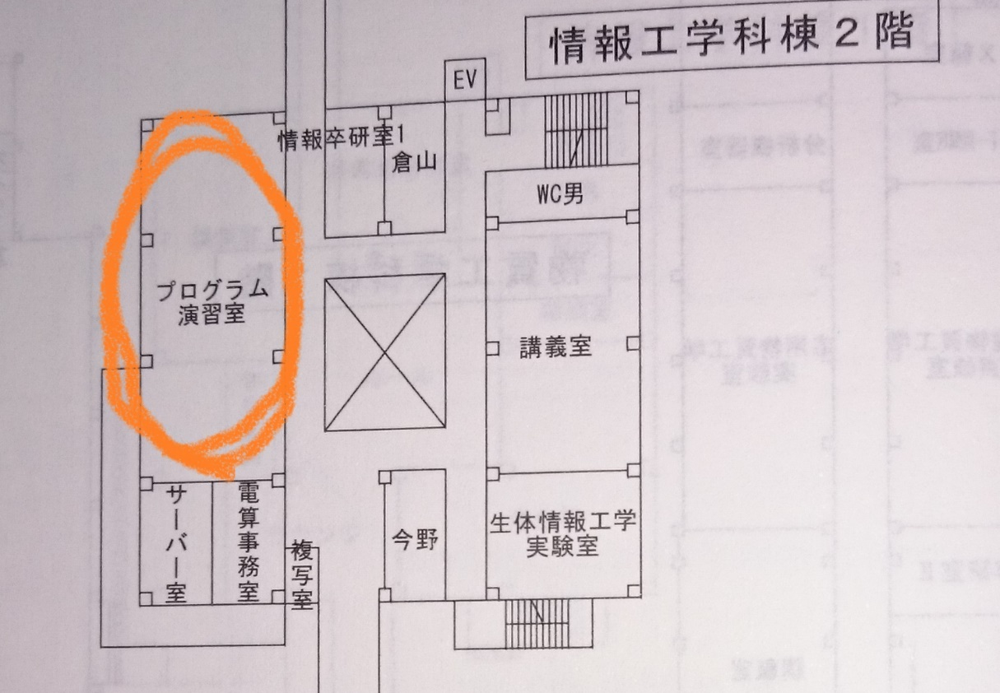 情報工学科棟２階
EV
情報卒研室1
倉山
WC男
プログラム
演習室
講義室
サーバー室
電算事務室
複写室
今野
生体情報工学
実験室